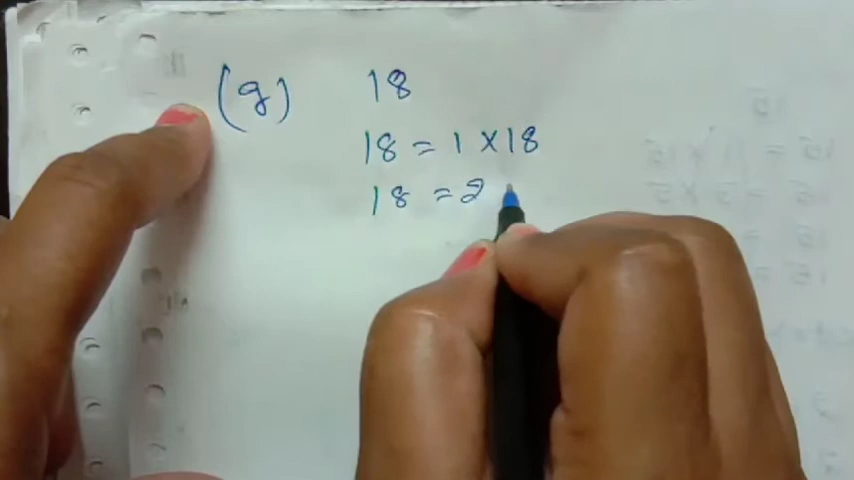 (g) 18
18 = 1 × 18
18 = 2